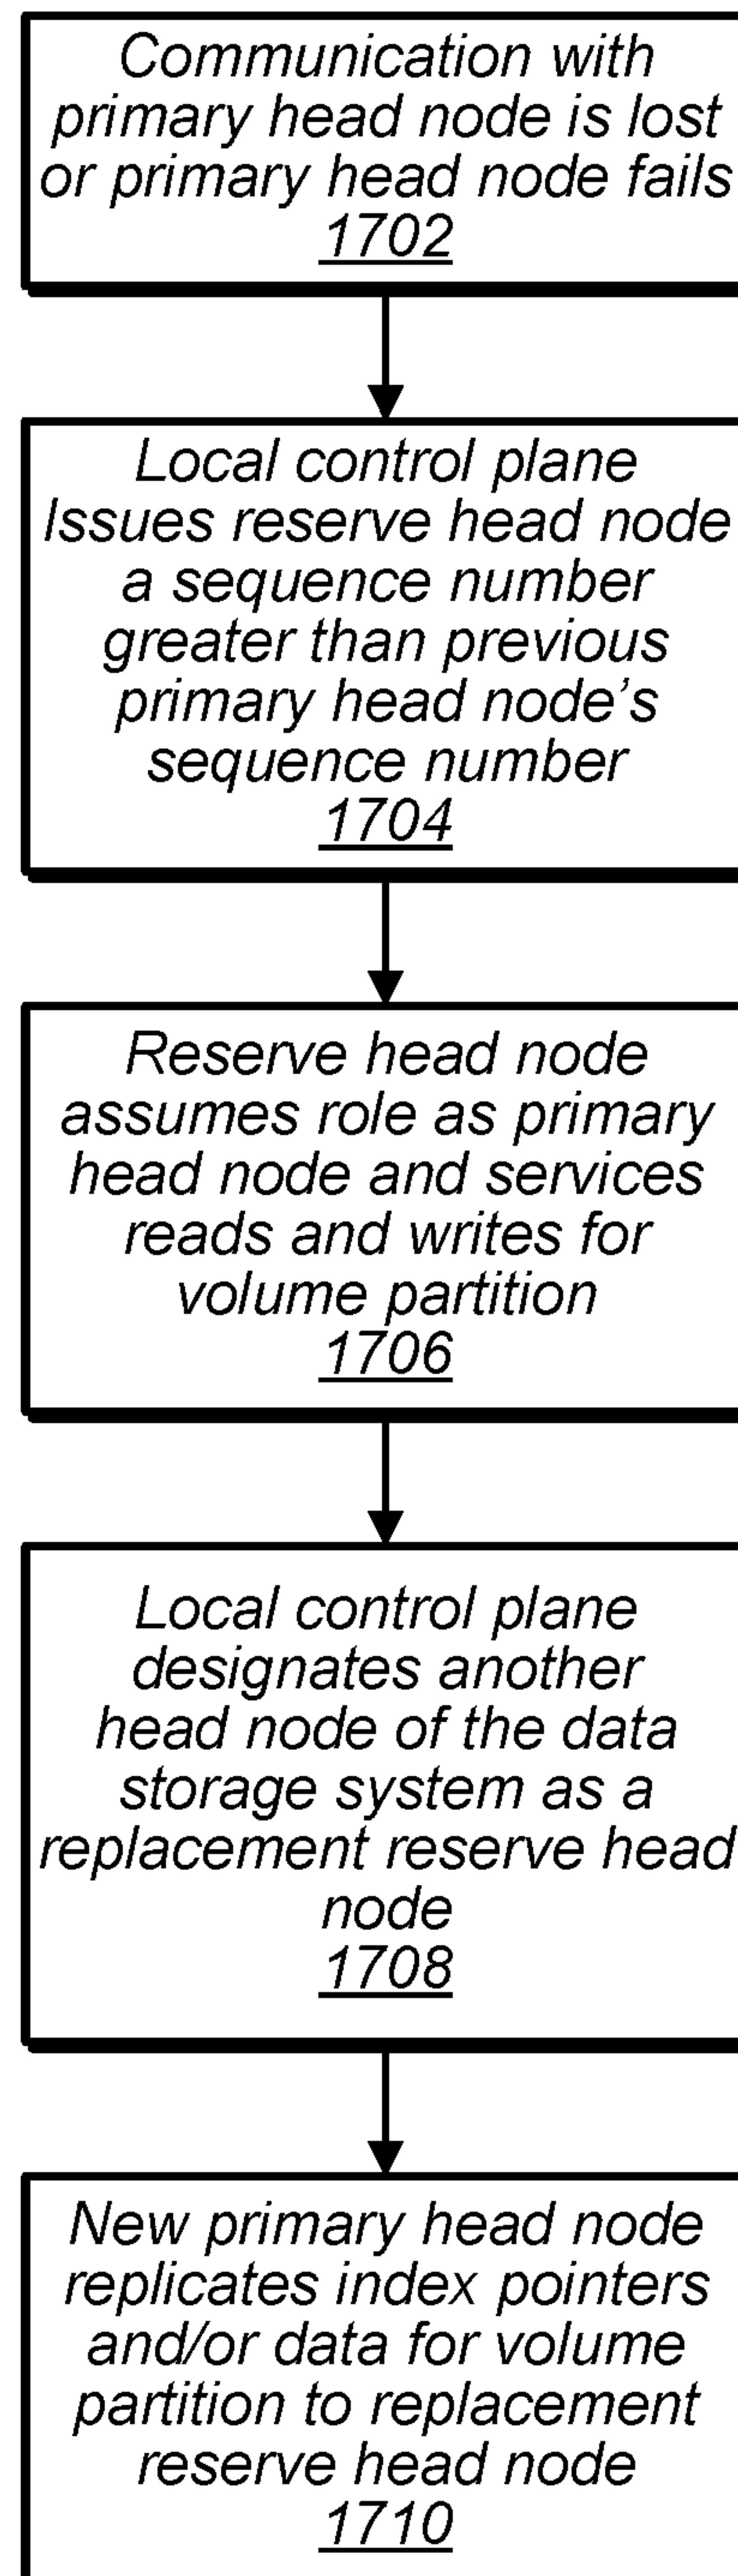 Communication with
primary head node is lost
or primary head node fails
1702
Local control plane
Issues reserve head node
a sequence number
greater than previous
primary head node’s
sequence number
1704
Reserve head node
assumes role as primary
head node and services
reads and writes for
volume partition
1706
Local control plane
designates another
head node of the data
storage system as a
replacement reserve head
node
1708
New primary head node
replicates index pointers
and/or data for volume
partition to replacement
reserve head node
1710